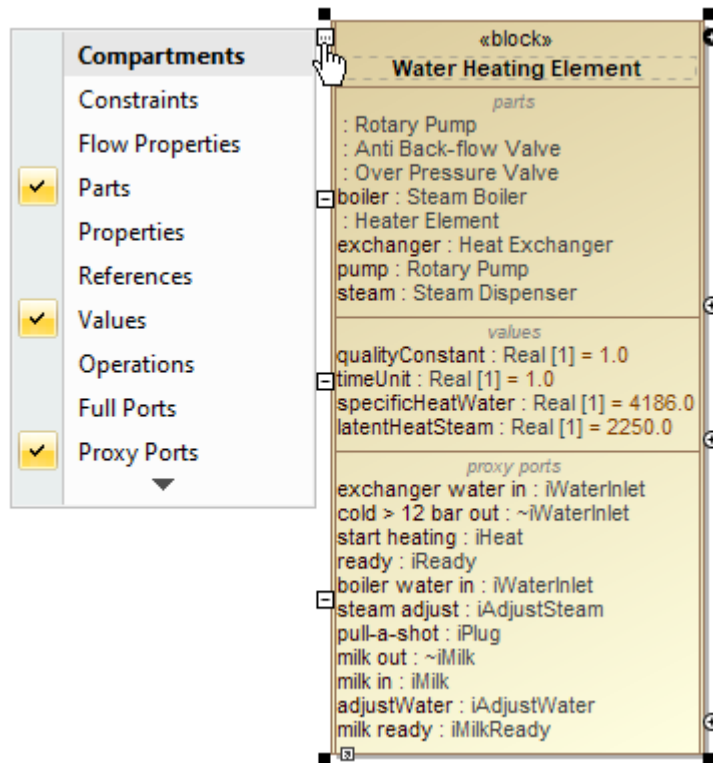 Compartments
Constraints
Flow Properties
Parts
Properties
References
Values
Operations
Full Ports
Proxy Ports
«block»
Water Heating Element
parts
: Rotary Pump
: Anti Back-flow Valve
: Over Pressure Valve
boiler : Steam Boiler
: Heater Element
exchanger : Heat Exchanger
pump : Rotary Pump
steam : Steam Dispenser
values
qualityConstant : Real [1] = 1.0
timeUnit : Real [1] = 1.0
specificHeatWater : Real [1] = 4186.0
latentHeatSteam : Real [1] = 2250.0
proxy ports
exchanger water in : iWaterInlet
cold > 12 bar out : ~iWaterInlet
start heating : iHeat
ready : iReady
boiler water in : iWaterInlet
steam adjust : iAdjustSteam
pull-a-shot : iPlug
milk out : ~iMilk
milk in : iMilk
adjustWater : iAdjustWater
milk ready : iMilkReady